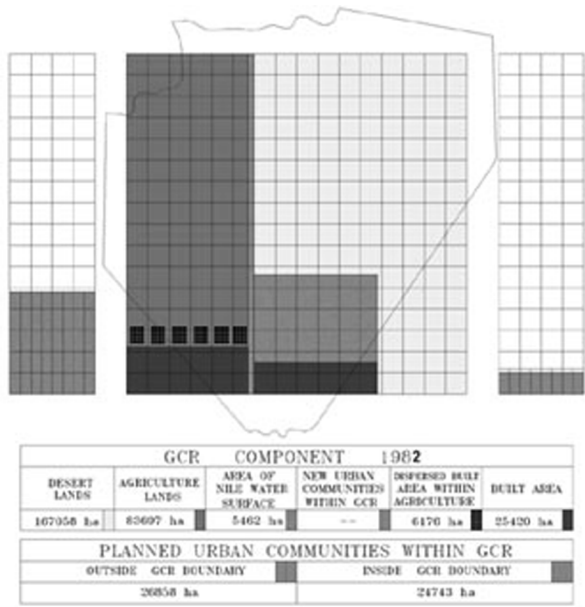 GCR COMPONENT 1982
DESERT LANDS
AGRICULTURE LANDS
AREA OF NILE WATER SURFACE
NEW URBAN COMMUNITIES WITHIN GCR
DISPERSED BUILT AREA WITHIN AGRICULTURE
BUILT AREA
167058 ha
83697 ha
5462 ha
--
6176 ha
25420 ha
PLANNED URBAN COMMUNITIES WITHIN GCR
OUTSIDE GCR BOUNDARY
INSIDE GCR BOUNDARY
26858 ha
24743 ha